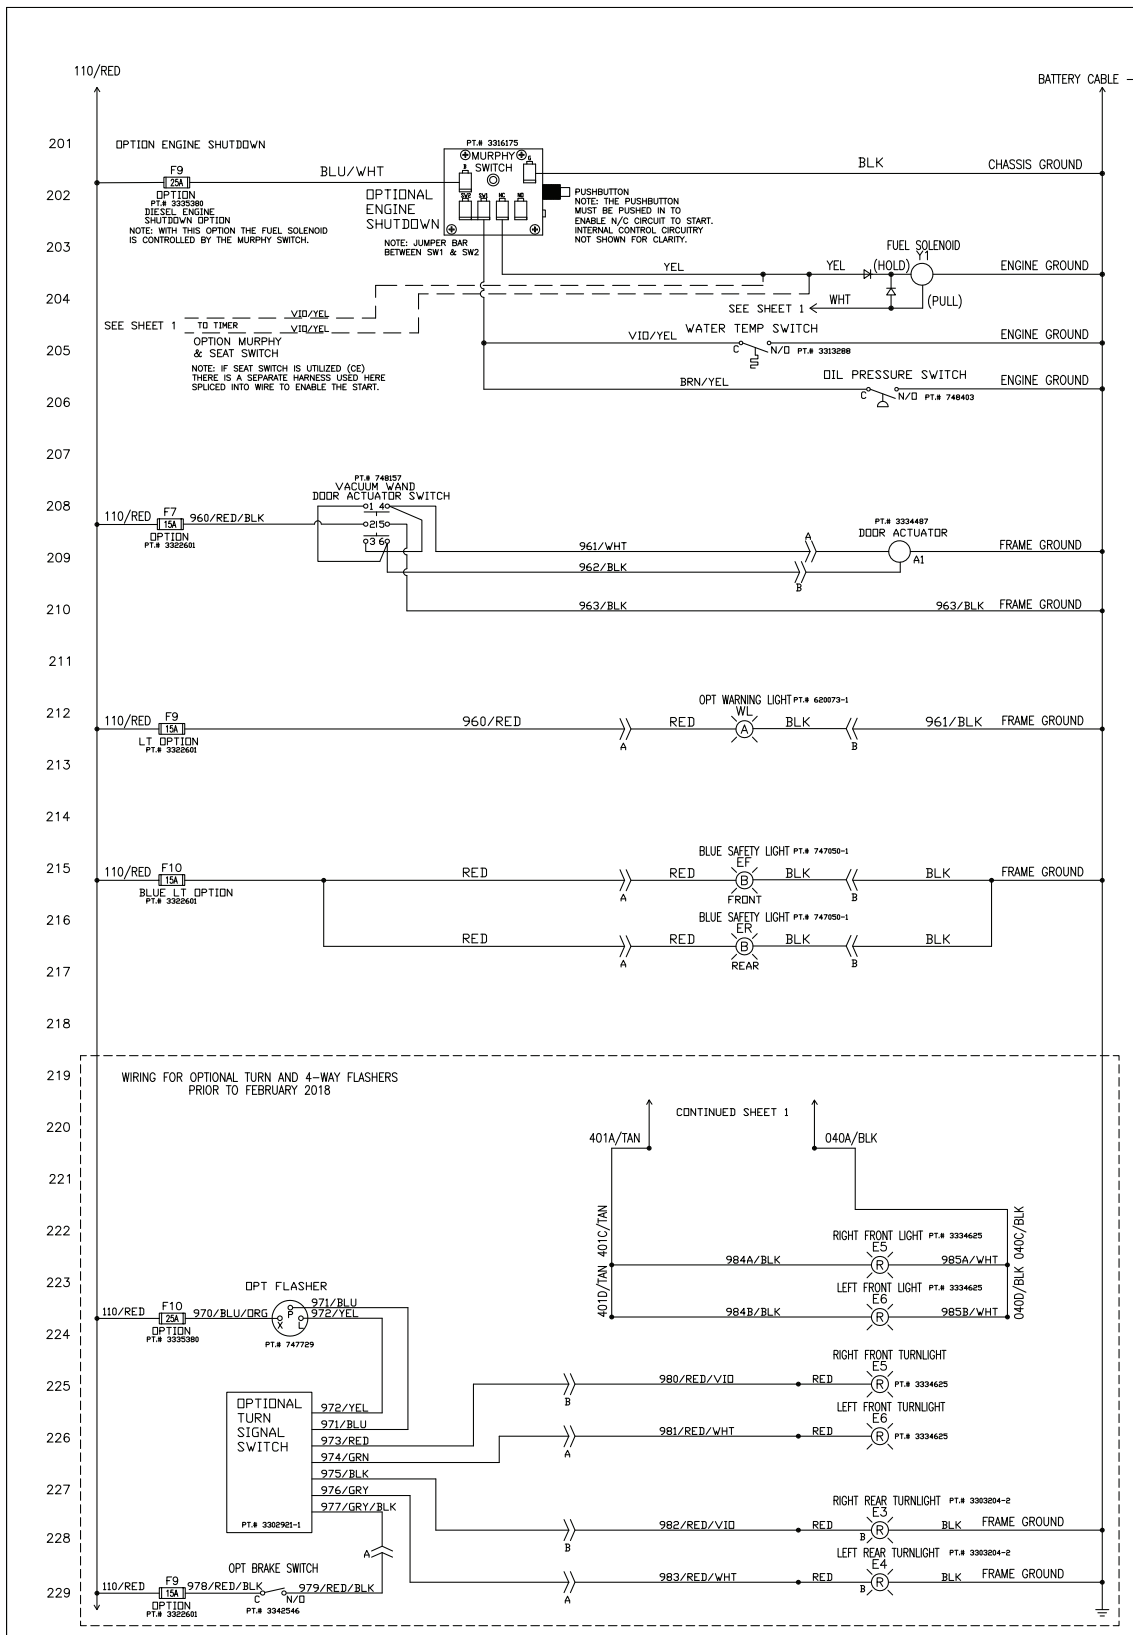 110/RED
BATTERY CABLE -
201
OPTION ENGINE SHUTDOWN
PT.# 3316175
MURPHY SWITCH
B
G
SW2 SW1 NC NO
F9
25A
OPTION
PT.# 3335380
DIESEL ENGINE
SHUTDOWN OPTION
NOTE: WITH THIS OPTION THE FUEL SOLENOID
IS CONTROLLED BY THE MURPHY SWITCH.
BLU/WHT
BLK
CHASSIS GROUND
202
OPTIONAL
ENGINE
SHUTDOWN
PUSHBUTTON
NOTE: THE PUSHBUTTON
MUST BE PUSHED IN TO
ENABLE N/C CIRCUIT TO START.
INTERNAL CONTROL CIRCUITRY
NOT SHOWN FOR CLARITY.
203
NOTE: JUMPER BAR
BETWEEN SW1 & SW2
FUEL SOLENOID
Y1
YEL
YEL
(HOLD)
ENGINE GROUND
204
WHT
(PULL)
SEE SHEET 1
VIO/YEL
SEE SHEET 1
TO TIMER
VIO/YEL
OPTION MURPHY
& SEAT SWITCH
NOTE: IF SEAT SWITCH IS UTILIZED (CE)
THERE IS A SEPARATE HARNESS USED HERE
SPLICED INTO WIRE TO ENABLE THE START.
VIO/YEL
WATER TEMP SWITCH
C
N/O PT.# 3313288
ENGINE GROUND
205
BRN/YEL
OIL PRESSURE SWITCH
C
N/O PT.# 748403
ENGINE GROUND
206
207
208
PT.# 748157
VACUUM WAND
DOOR ACTUATOR SWITCH
1 4
2 5
3 6
110/RED
F7
15A
960/RED/BLK
OPTION
PT.# 3322601
PT.# 3334487
DOOR ACTUATOR
A1
209
961/WHT
A
FRAME GROUND
962/BLK
B
210
963/BLK
963/BLK
FRAME GROUND
211
212
OPT WARNING LIGHT PT.# 620073-1
WL
110/RED
F9
15A
960/RED
A
RED
A
BLK
B
961/BLK
FRAME GROUND
LT OPTION
PT.# 3322601
213
214
215
BLUE SAFETY LIGHT PT.# 747050-1
EF
110/RED
F10
15A
RED
A
RED
B
BLK
B
BLK
FRAME GROUND
BLUE LT OPTION
PT.# 3322601
FRONT
216
BLUE SAFETY LIGHT PT.# 747050-1
ER
RED
A
RED
B
BLK
B
BLK
REAR
217
218
219
WIRING FOR OPTIONAL TURN AND 4-WAY FLASHERS
PRIOR TO FEBRUARY 2018
220
CONTINUED SHEET 1
401A/TAN
040A/BLK
221
222
401C/TAN
040C/BLK
RIGHT FRONT LIGHT PT.# 3334625
E5
984A/BLK
R
985A/WHT
223
401D/TAN
040D/BLK
LEFT FRONT LIGHT PT.# 3334625
E6
984B/BLK
R
985B/WHT
OPT FLASHER
P
X
L
971/BLU
972/YEL
110/RED
F10
25A
970/BLU/ORG
OPTION
PT.# 3335380
PT.# 747729
224
RIGHT FRONT TURNLIGHT
E5
225
980/RED/VIO
B
RED
R
PT.# 3334625
OPTIONAL
TURN
SIGNAL
SWITCH
972/YEL
971/BLU
973/RED
974/GRN
975/BLK
976/GRY
977/GRY/BLK
PT.# 3302921-1
LEFT FRONT TURNLIGHT
E6
226
981/RED/WHT
A
RED
R
PT.# 3334625
227
RIGHT REAR TURNLIGHT PT.# 3303204-2
E3
228
982/RED/VIO
B
RED
B
R
BLK
FRAME GROUND
A
OPT BRAKE SWITCH
LEFT REAR TURNLIGHT PT.# 3303204-2
E4
229
110/RED
F9
15A
978/RED/BLK
C
N/O
979/RED/BLK
983/RED/WHT
A
RED
B
R
BLK
FRAME GROUND
OPTION
PT.# 3322601
PT.# 3342546